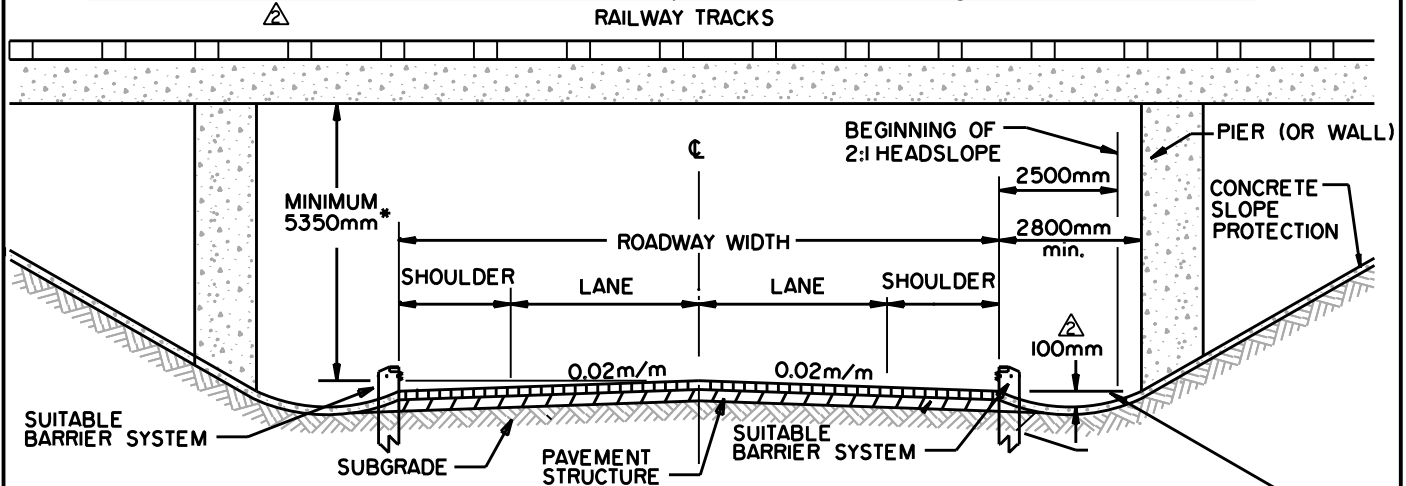 2
RAILWAY TRACKS
BEGINNING OF
2:1 HEADSLOPE
PIER (OR WALL)
℄
2500mm
MINIMUM
5350mm*
CONCRETE
SLOPE
PROTECTION
ROADWAY WIDTH
2800mm
min.
SHOULDER
LANE
LANE
SHOULDER
2
100mm
0.02m/m
0.02m/m
SUITABLE
BARRIER SYSTEM
SUBGRADE
PAVEMENT
STRUCTURE
SUITABLE
BARRIER SYSTEM